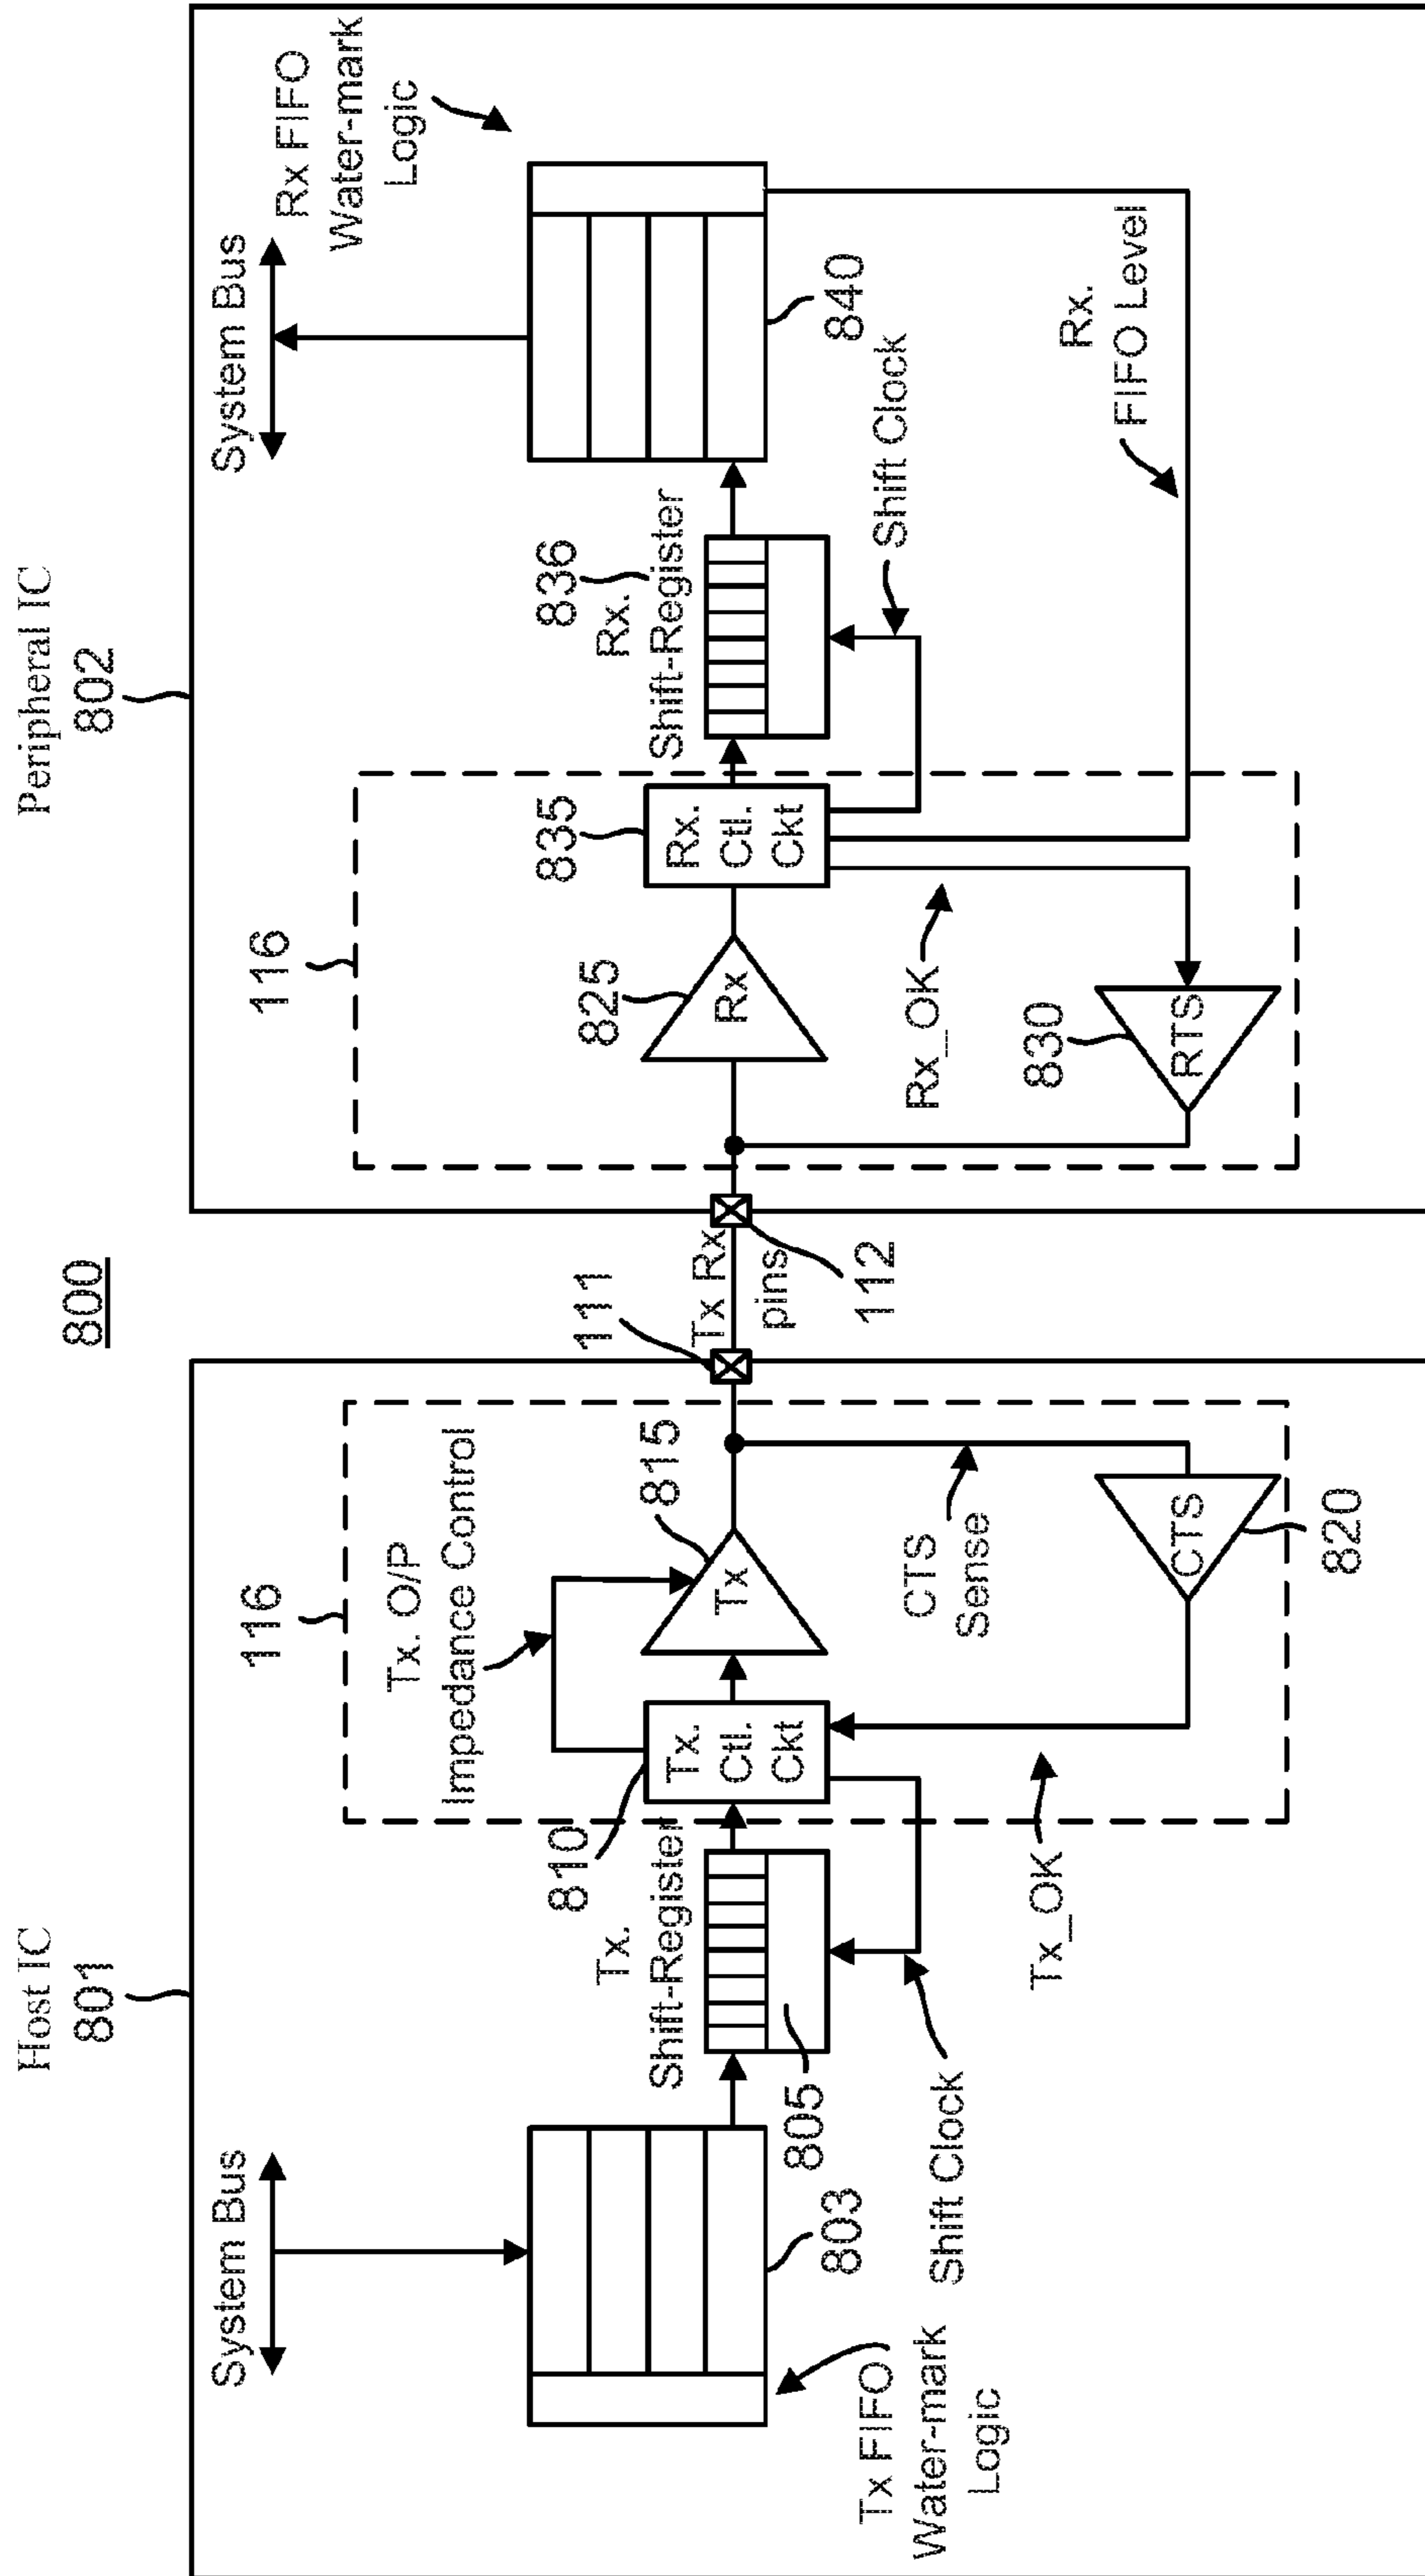 800
Host IC
801
Peripheral IC
802
System Bus
Tx FIFO
Water-mark
Logic
803
Tx.
Shift-Register
805
Shift Clock
810
Tx.
Ctl.
Ckt
116
Tx. O/P
Impedance Control
815
Tx
CTS
Sense
CTS
820
Tx_OK
111
Tx Rx
pins
112
116
825
Rx
835
Rx.
Ctl.
Ckt
Rx_OK
830
RTS
836
Rx.
Shift-Register
Shift Clock
840
System Bus
Rx FIFO
Water-mark
Logic
Rx.
FIFO Level